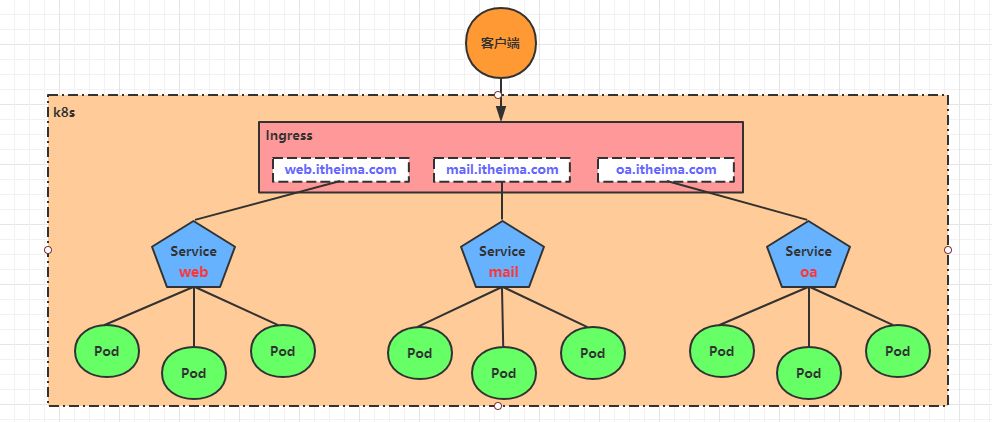 客户端
k8s
Ingress
web.itheima.com
mail.itheima.com
oa.itheima.com
Service
web
Service
mail
Service
oa
Pod
Pod
Pod
Pod
Pod
Pod
Pod
Pod
Pod